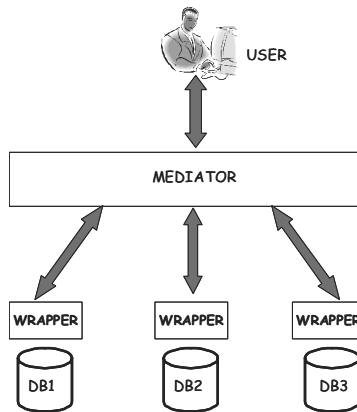 USER
MEDIATOR
WRAPPER
WRAPPER
WRAPPER
DB1
DB2
DB3